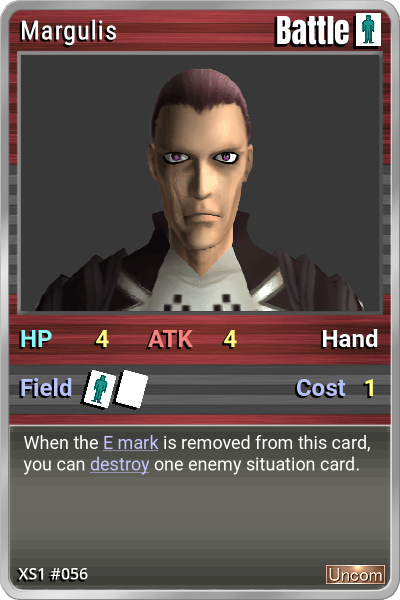 Margulis
Battle
HP 4 ATK 4 Hand
Field Cost 1
When the E mark is removed from this card,
you can destroy one enemy situation card.
XS1 #056 Uncom